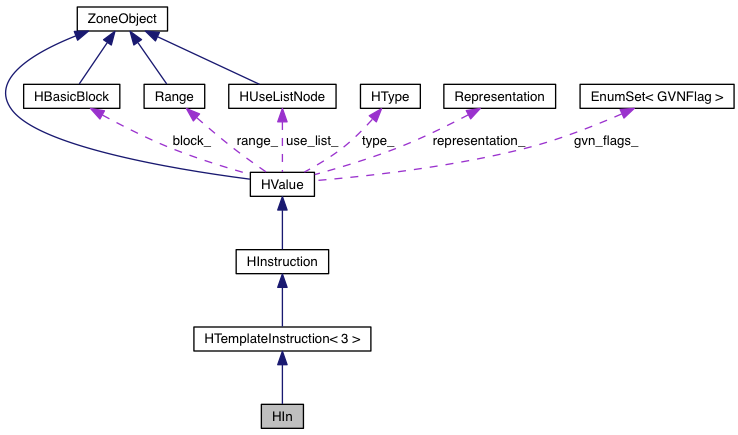 ZoneObject
HBasicBlock
Range
HUseListNode
HType
Representation
EnumSet< GVNFlag >
block_
range_
use_list_
type_
representation_
gvn_flags_
HValue
HInstruction
HTemplateInstruction< 3 >
HIn